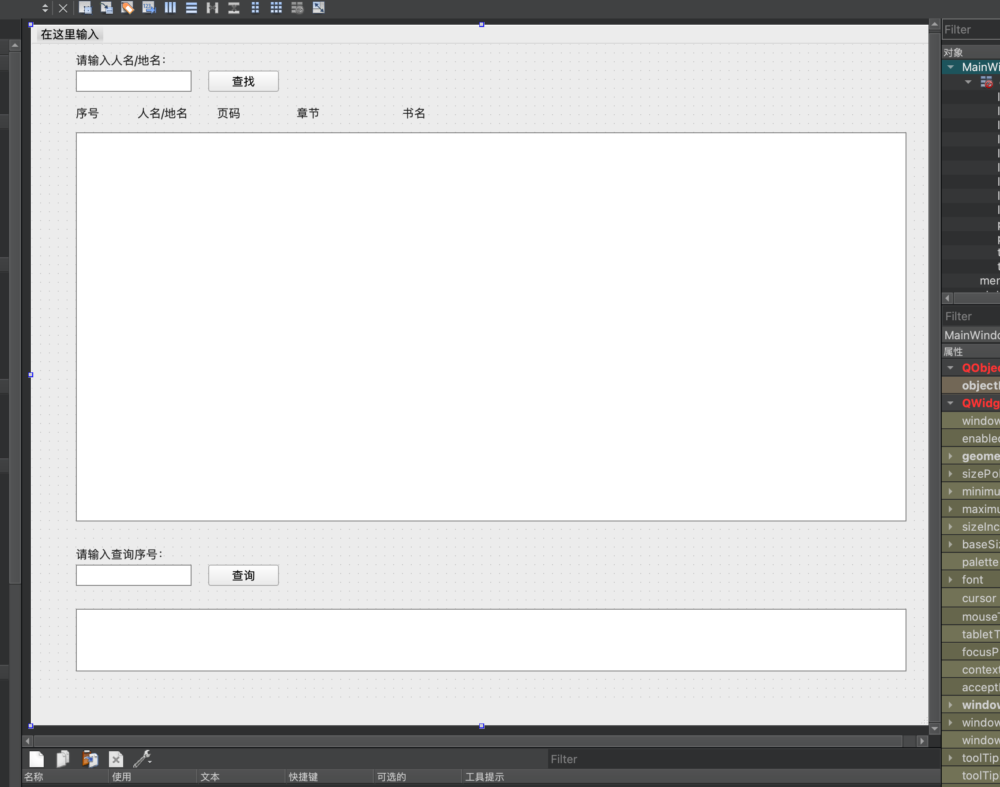 在这里输入
请输入人名/地名：
查找
序号 人名/地名 页码 章节 书名
请输入查询序号：
查询
Filter
名称 使用 文本 快捷键 可选的 工具提示
Filter
对象
MainWi
mer
Filter
MainWindo
属性
QObjec
object
QWidg
window
enabled
geome
sizePol
minimu
maximu
sizeInc
baseSiz
palette
font
cursor
mouseT
tabletT
focusP
context
accept
window
window
window
toolTip
toolTip